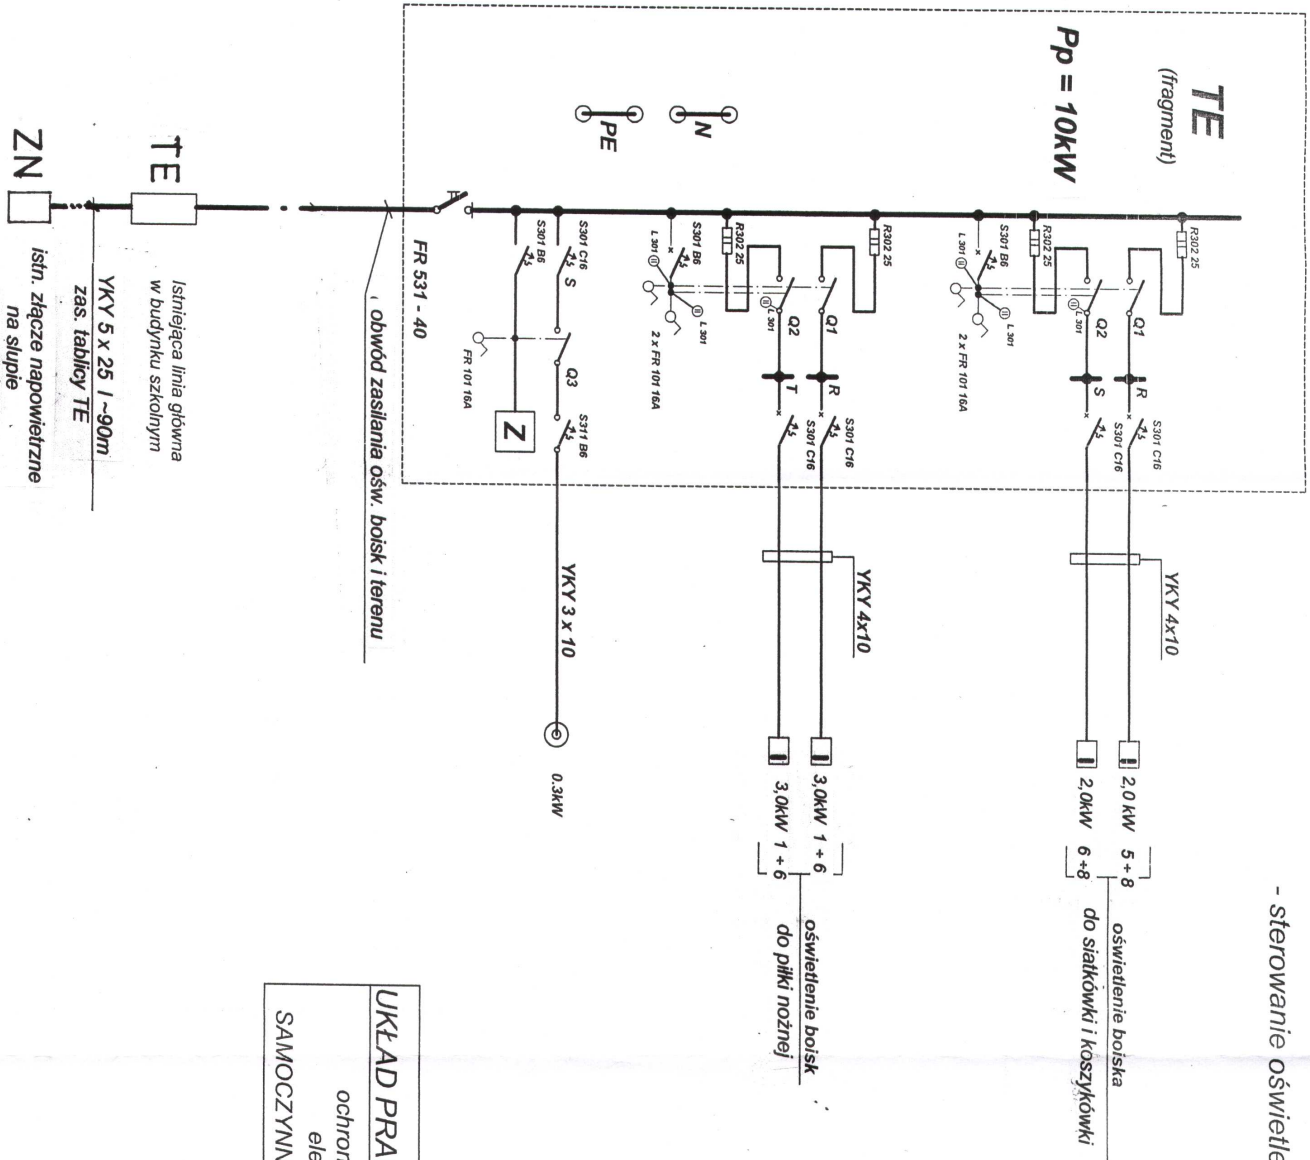 - sterowanie oświetle
TE
(fragment)
Pp = 10kW
N
PE
R302 25
Q1
R
S301 C16
YKY 4x10
2,0 kW 5 ÷ 8
R302 25
L 301
Q2
S
S301 C16
2,0kW 6 ÷8
oświetlenie boiska
do siatkówki i koszykówki
S301 B6
L 301
L 301
2 x FR 101 16A
R302 25
Q1
R
S301 C16
YKY 4x10
3,0kW 1 ÷ 6
R302 25
L 301
Q2
T
S301 C16
3,0kW 1 ÷ 6
oświetlenie boisk
do piłki nożnej
S301 B6
L 301
L 301
2 x FR 101 16A
S301 C16
S
Q3
S311 B6
YKY 3 x 10
0.3kW
S301 B6
Z
FR 101 16A
FR 531 - 40
obwód zasilania ośw. boisk i terenu
TE
Istniejąca linia główna
w budynku szkolnym
YKY 5 x 25 l ~90m
zas. tablicy TE
ZN
istn. złącze napowietrzne
na słupie
UKŁAD PRA
ochron
ele
SAMOCZYNN